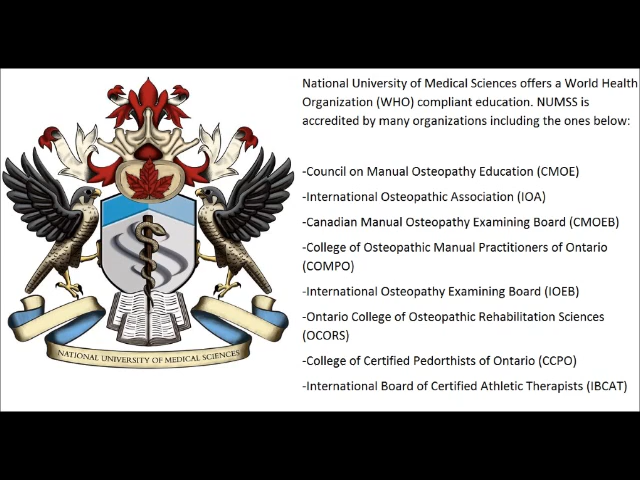 National University of Medical Sciences offers a World Health
Organization (WHO) compliant education. NUMSS is
accredited by many organizations including the ones below:
-Council on Manual Osteopathy Education (CMOE)
-International Osteopathic Association (IOA)
-Canadian Manual Osteopathy Examining Board (CMOEB)
-College of Osteopathic Manual Practitioners of Ontario
(COMPO)
-International Osteopathy Examining Board (IOEB)
-Ontario College of Osteopathic Rehabilitation Sciences
(OCORS)
-College of Certified Pedorthists of Ontario (CCPO)
-International Board of Certified Athletic Therapists (IBCAT)
NATIONAL UNIVERSITY OF MEDICAL SCIENCES